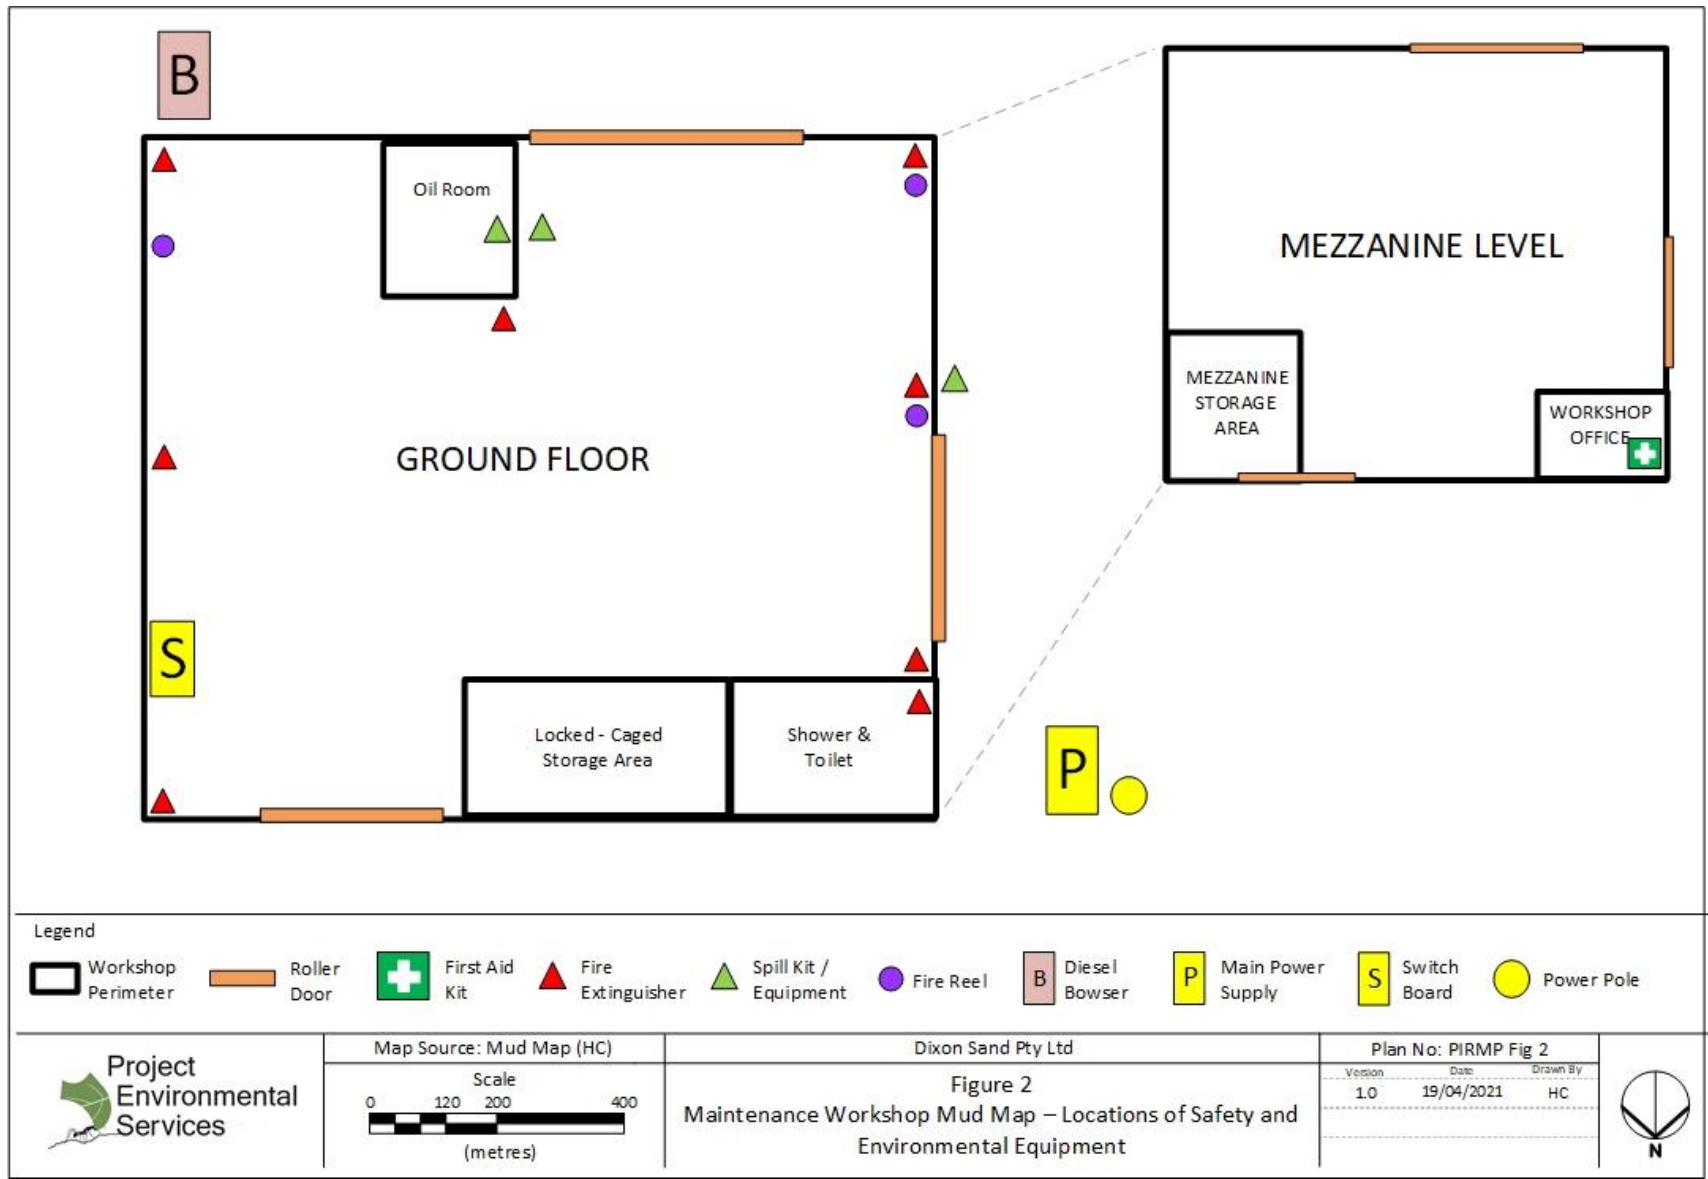 B
Oil Room
GROUND FLOOR
S
Locked - Caged
Storage Area
Shower &
Toilet
MEZZANINE LEVEL
MEZZANINE
STORAGE
AREA
WORKSHOP
OFFICE
P
Legend
Workshop
Perimeter
Roller
Door
First Aid
Kit
Fire
Extinguisher
Spill Kit /
Equipment
Fire Reel
B
Diesel
Bowser
P
Main Power
Supply
S
Switch
Board
Power Pole
Project
Environmental
Services
Map Source: Mud Map (HC)
Scale
0 120 200 400
(metres)
Dixon Sand Pty Ltd
Figure 2
Maintenance Workshop Mud Map – Locations of Safety and
Environmental Equipment
Plan No: PIRMP Fig 2
Version Date Drawn By
1.0 19/04/2021 HC
N